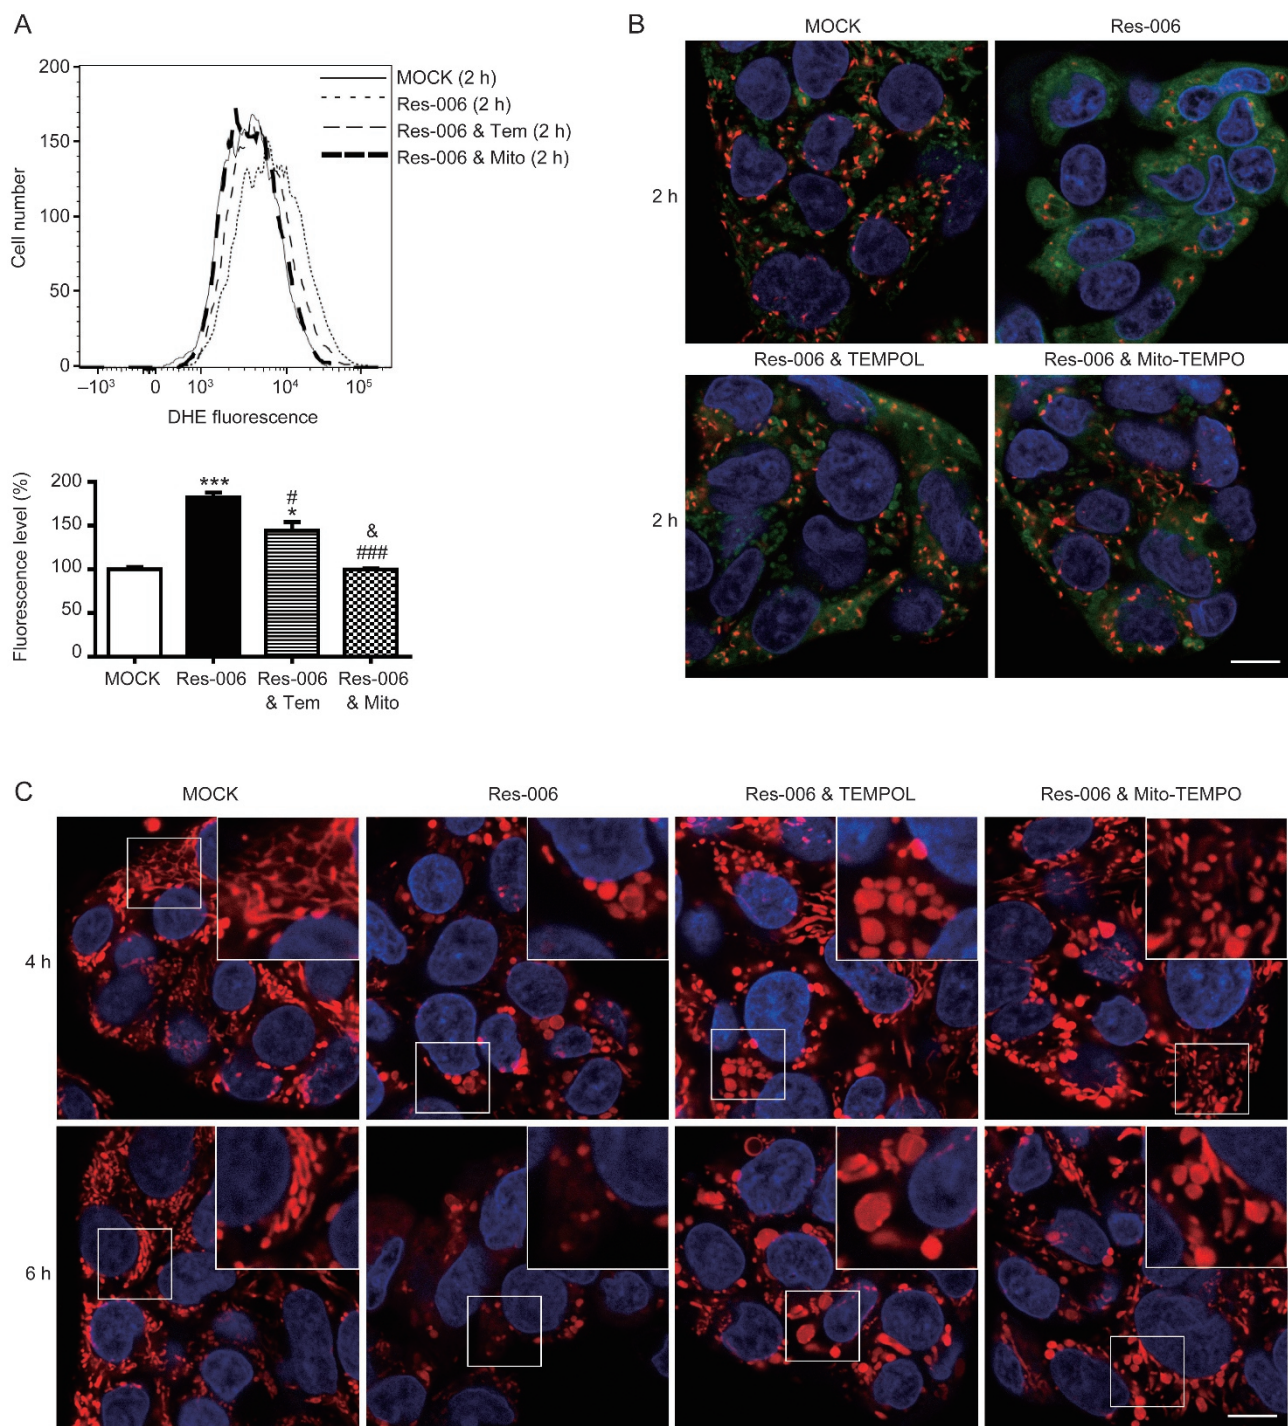 A
200
150
100
50
0
Cell number
–10³ 0 10³ 10⁴ 10⁵
DHE fluorescence
MOCK (2 h)
Res-006 (2 h)
Res-006 & Tem (2 h)
Res-006 & Mito (2 h)
200
150
100
50
0
Fluorescence level (%)
***
#
*
&
###
MOCK Res-006 Res-006 Res-006
& Tem & Mito
B
MOCK Res-006
2 h
Res-006 & TEMPOL Res-006 & Mito-TEMPO
2 h
C
MOCK Res-006 Res-006 & TEMPOL Res-006 & Mito-TEMPO
4 h
6 h